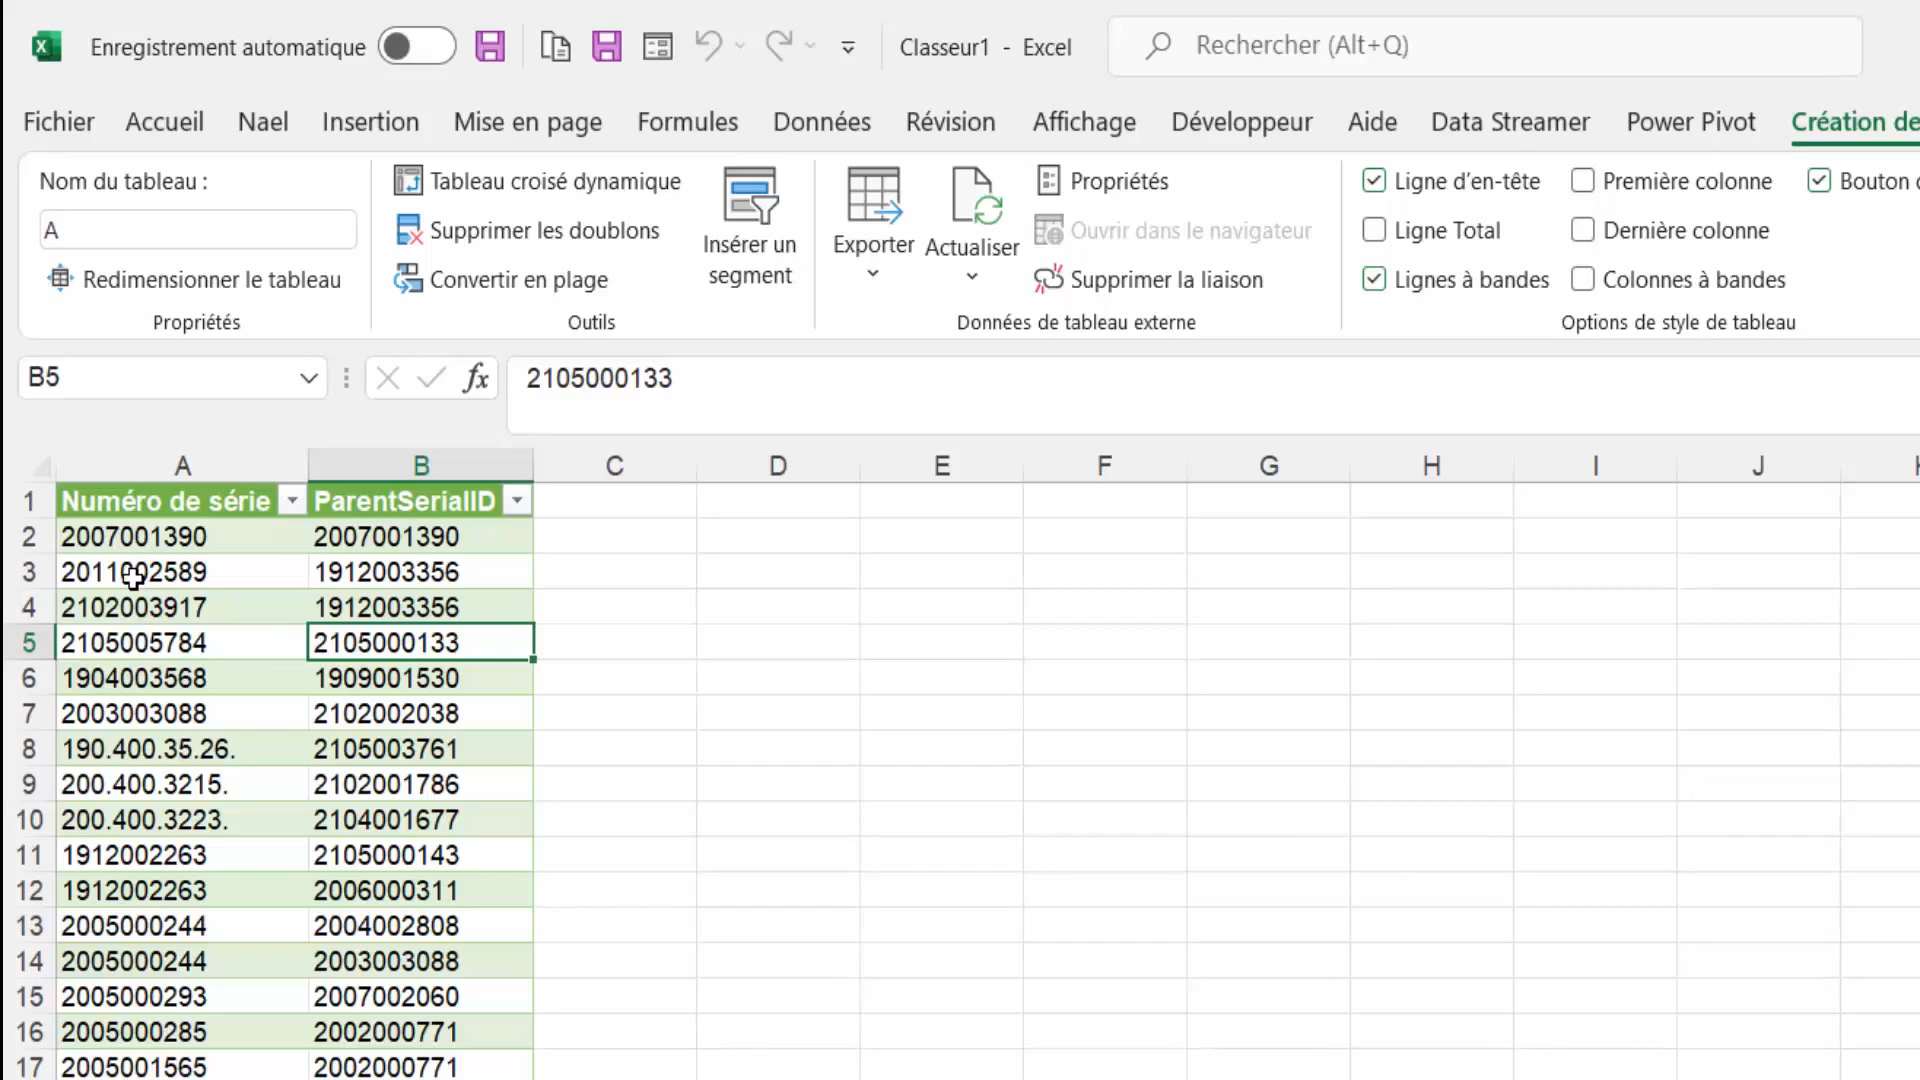 Enregistrement automatique Classeur1 - Excel Rechercher (Alt+Q)
Fichier Accueil Nael Insertion Mise en page Formules Données Révision Affichage Développeur Aide Data Streamer Power Pivot Création de
Nom du tableau :
A
Redimensionner le tableau
Propriétés
Tableau croisé dynamique
Supprimer les doublons
Convertir en plage
Insérer un
segment
Outils
Exporter
Actualiser
Propriétés
Ouvrir dans le navigateur
Supprimer la liaison
Données de tableau externe
Ligne d'en-tête
Ligne Total
Lignes à bandes
Première colonne
Dernière colonne
Colonnes à bandes
Bouton
Options de style de tableau
B5 fx 2105000133
A B C D E F G H I J
1 Numéro de série ParentSerialID
2 2007001390 2007001390
3 2011002589 1912003356
4 2102003917 1912003356
5 2105005784 2105000133
6 1904003568 1909001530
7 2003003088 2102002038
8 190.400.35.26. 2105003761
9 200.400.3215. 2102001786
10 200.400.3223. 2104001677
11 1912002263 2105000143
12 1912002263 2006000311
13 2005000244 2004002808
14 2005000244 2003003088
15 2005000293 2007002060
16 2005000285 2002000771
17 2005001565 2002000771